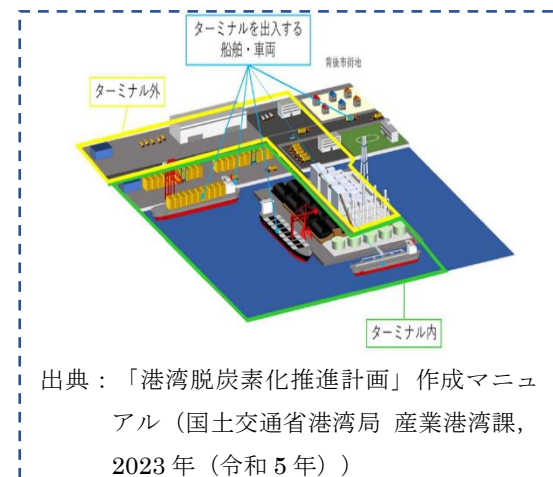 ターミナルを出入する
船舶・車両
背後市街地
ターミナル外
ターミナル内
出典：「港湾脱炭素化推進計画」作成マニュ
アル（国土交通省港湾局 産業港湾課，
2023 年（令和 5 年））